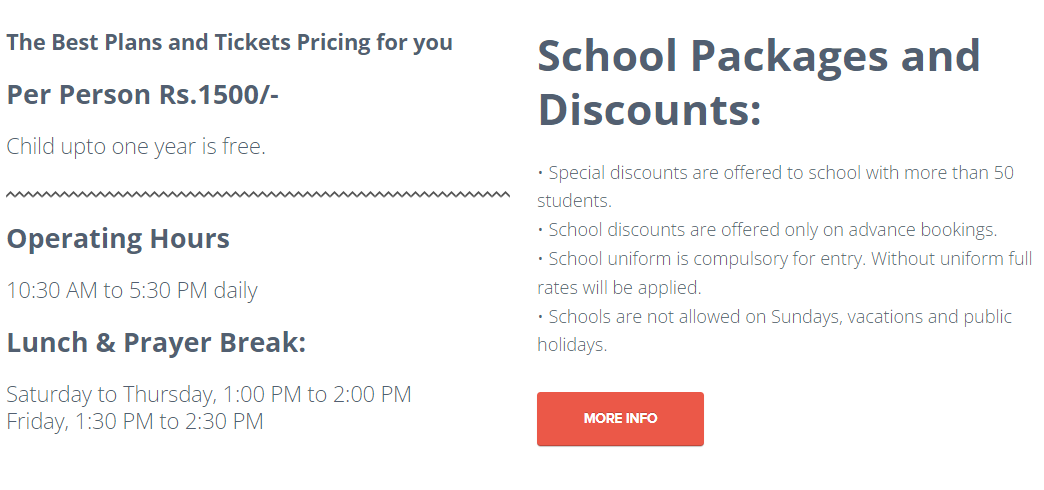 The Best Plans and Tickets Pricing for you
Per Person Rs.1500/-
Child upto one year is free.
Operating Hours
10:30 AM to 5:30 PM daily
Lunch & Prayer Break:
Saturday to Thursday, 1:00 PM to 2:00 PM
Friday, 1:30 PM to 2:30 PM
School Packages and
Discounts:
• Special discounts are offered to school with more than 50
students.
• School discounts are offered only on advance bookings.
• School uniform is compulsory for entry. Without uniform full
rates will be applied.
• Schools are not allowed on Sundays, vacations and public
holidays.
MORE INFO